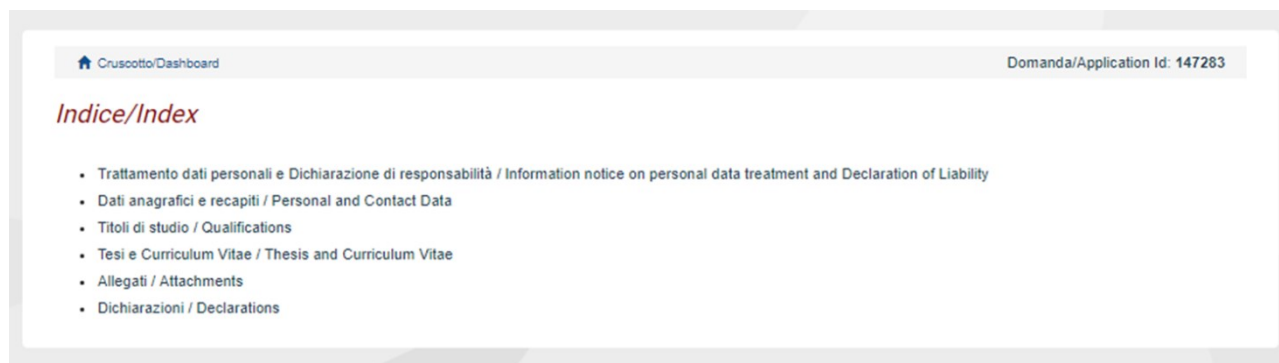 Cruscotto/Dashboard Domanda/Application Id: 147283
Indice/Index
Trattamento dati personali e Dichiarazione di responsabilità / Information notice on personal data treatment and Declaration of Liability
Dati anagrafici e recapiti / Personal and Contact Data
Titoli di studio / Qualifications
Tesi e Curriculum Vitae / Thesis and Curriculum Vitae
Allegati / Attachments
Dichiarazioni / Declarations